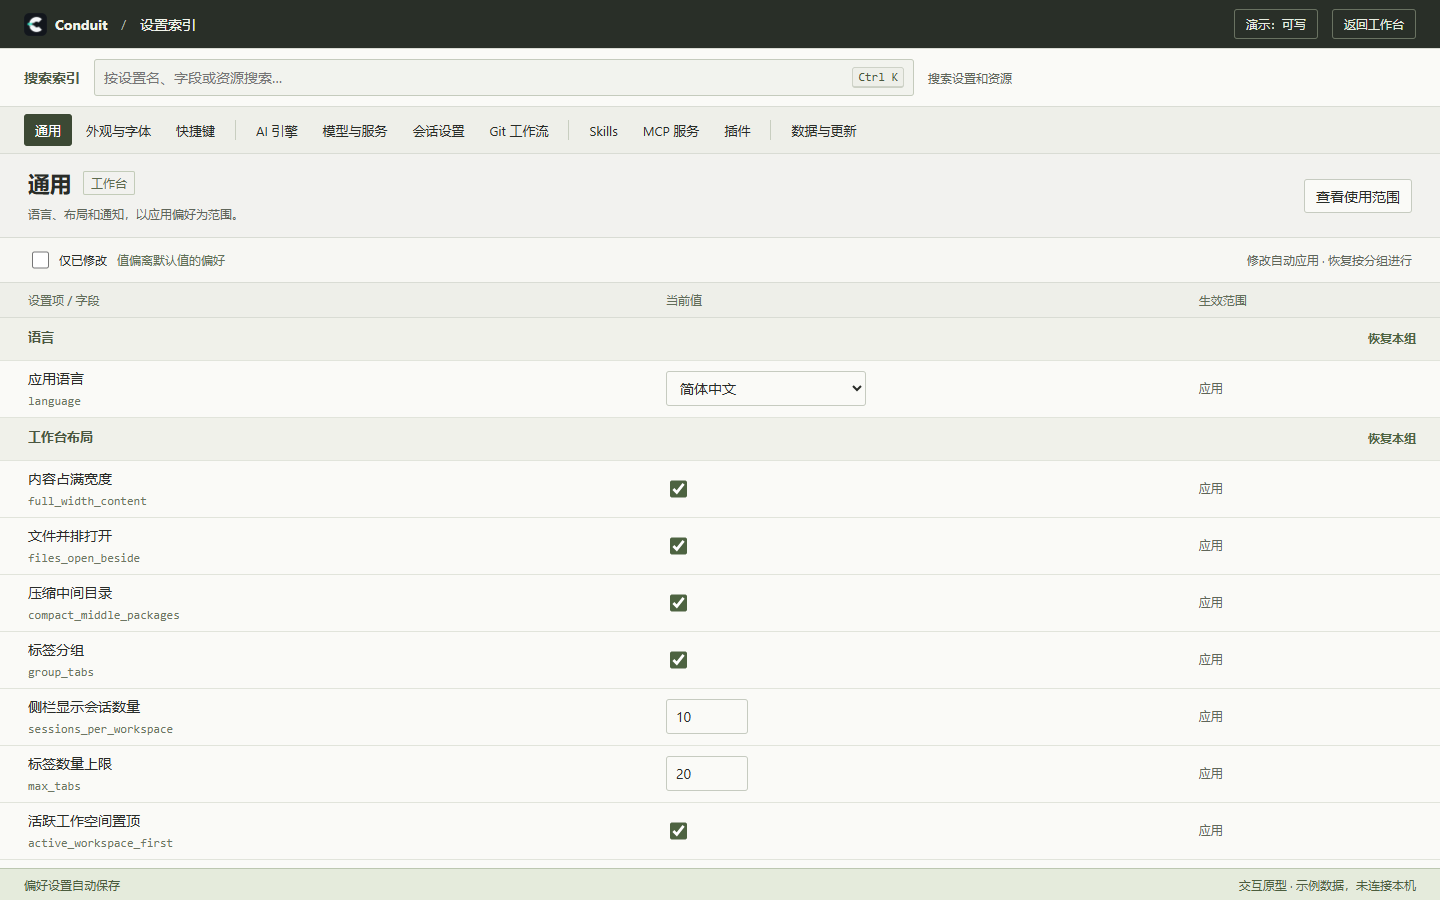 Conduit / 设置索引
演示：可写
返回工作台
搜索索引
按设置名、字段或资源搜索...
Ctrl K
搜索设置和资源
通用
外观与字体
快捷键
AI 引擎
模型与服务
会话设置
Git 工作流
Skills
MCP 服务
插件
数据与更新
通用
工作台
语言、布局和通知，以应用偏好为范围。
查看使用范围
仅已修改
值偏离默认值的偏好
修改自动应用 · 恢复按分组进行
设置项 / 字段
当前值
生效范围
语言
恢复本组
应用语言
language
简体中文
应用
工作台布局
恢复本组
内容占满宽度
full_width_content
应用
文件并排打开
files_open_beside
应用
压缩中间目录
compact_middle_packages
应用
标签分组
group_tabs
应用
侧栏显示会话数量
sessions_per_workspace
10
应用
标签数量上限
max_tabs
20
应用
活跃工作空间置顶
active_workspace_first
应用
偏好设置自动保存
交互原型 · 示例数据，未连接本机